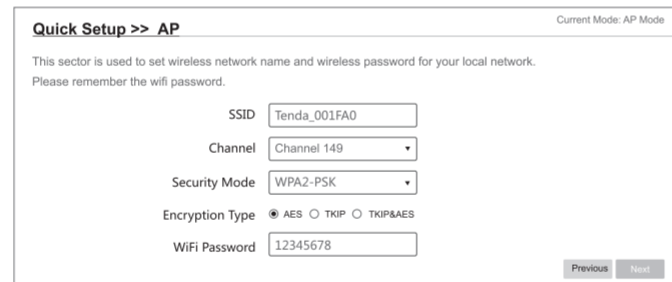 Current Mode: AP Mode
Quick Setup >> AP
This sector is used to set wireless network name and wireless password for your local network.
Please remember the wifi password.
SSID Tenda_001FA0
Channel Channel 149
Security Mode WPA2-PSK
Encryption Type AES TKIP TKIP&AES
WiFi Password 12345678
Previous Next